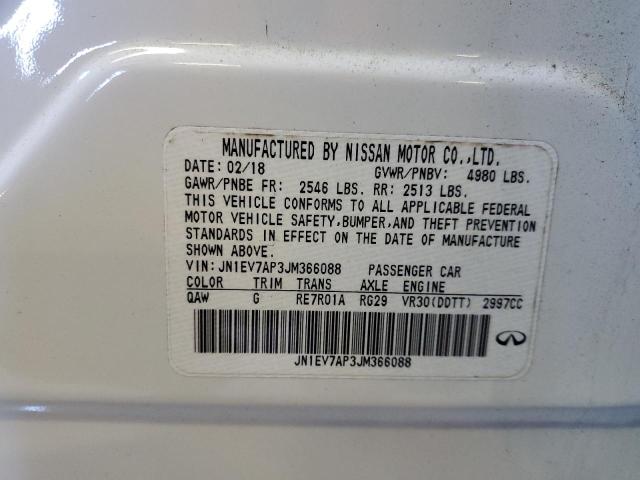 MANUFACTURED BY NISSAN MOTOR CO.,LTD.
DATE: 02/18 GVWR/PNBV: 4980 LBS.
GAWR/PNBE FR: 2546 LBS. RR: 2513 LBS.
THIS VEHICLE CONFORMS TO ALL APPLICABLE FEDERAL
MOTOR VEHICLE SAFETY,BUMPER,AND THEFT PREVENTION
STANDARDS IN EFFECT ON THE DATE OF MANUFACTURE
SHOWN ABOVE.
VIN: JN1EV7AP3JM366088 PASSENGER CAR
COLOR TRIM TRANS AXLE ENGINE
QAW G RE7R01A RG29 VR30(DDTT) 2997CC
JN1EV7AP3JM366088